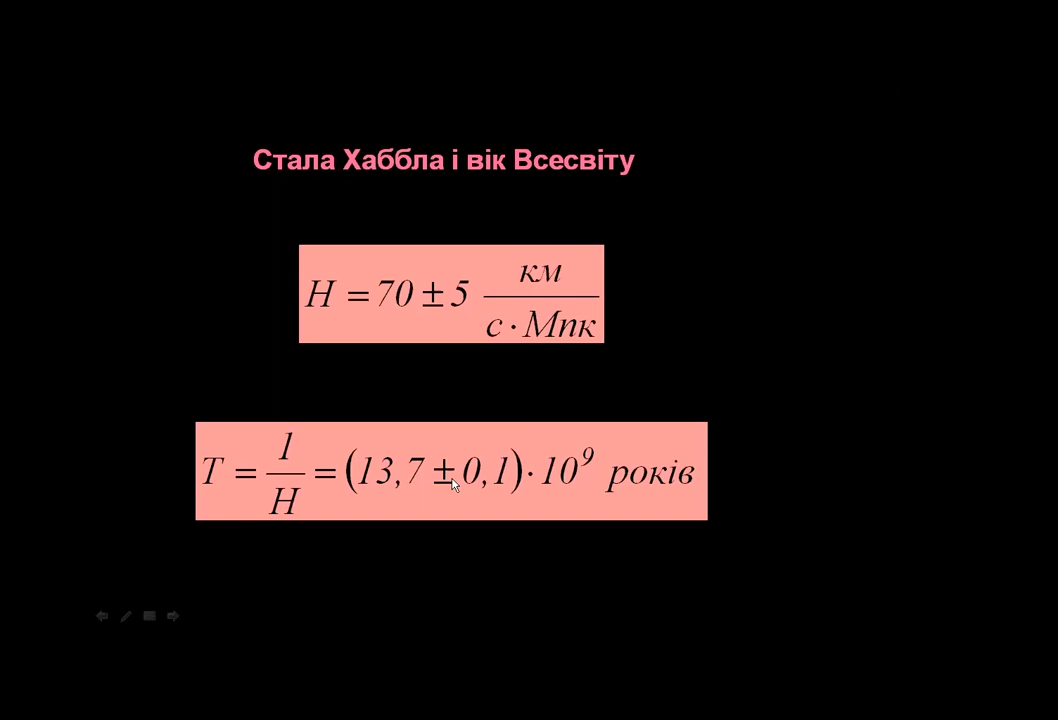 Стала Хаббла і вік Всесвіту
H = 70 ± 5 км / с · Мпк
T = 1 / H = (13,7 ± 0,1) · 10⁹ років